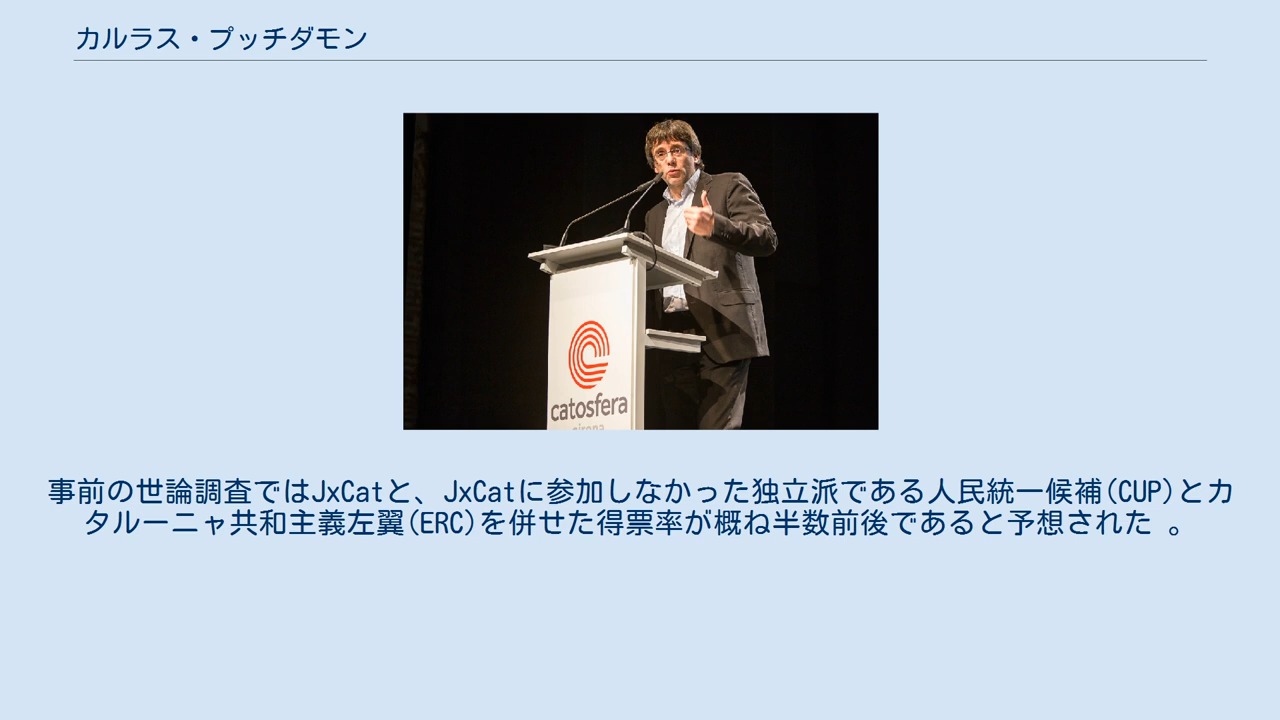 カルラス・プッチダモン
catosfera
girona
事前の世論調査ではJxCatと、JxCatに参加しなかった独立派である人民統一候補(CUP)とカ
タルーニャ共和主義左翼(ERC)を併せた得票率が概ね半数前後であると予想された 。